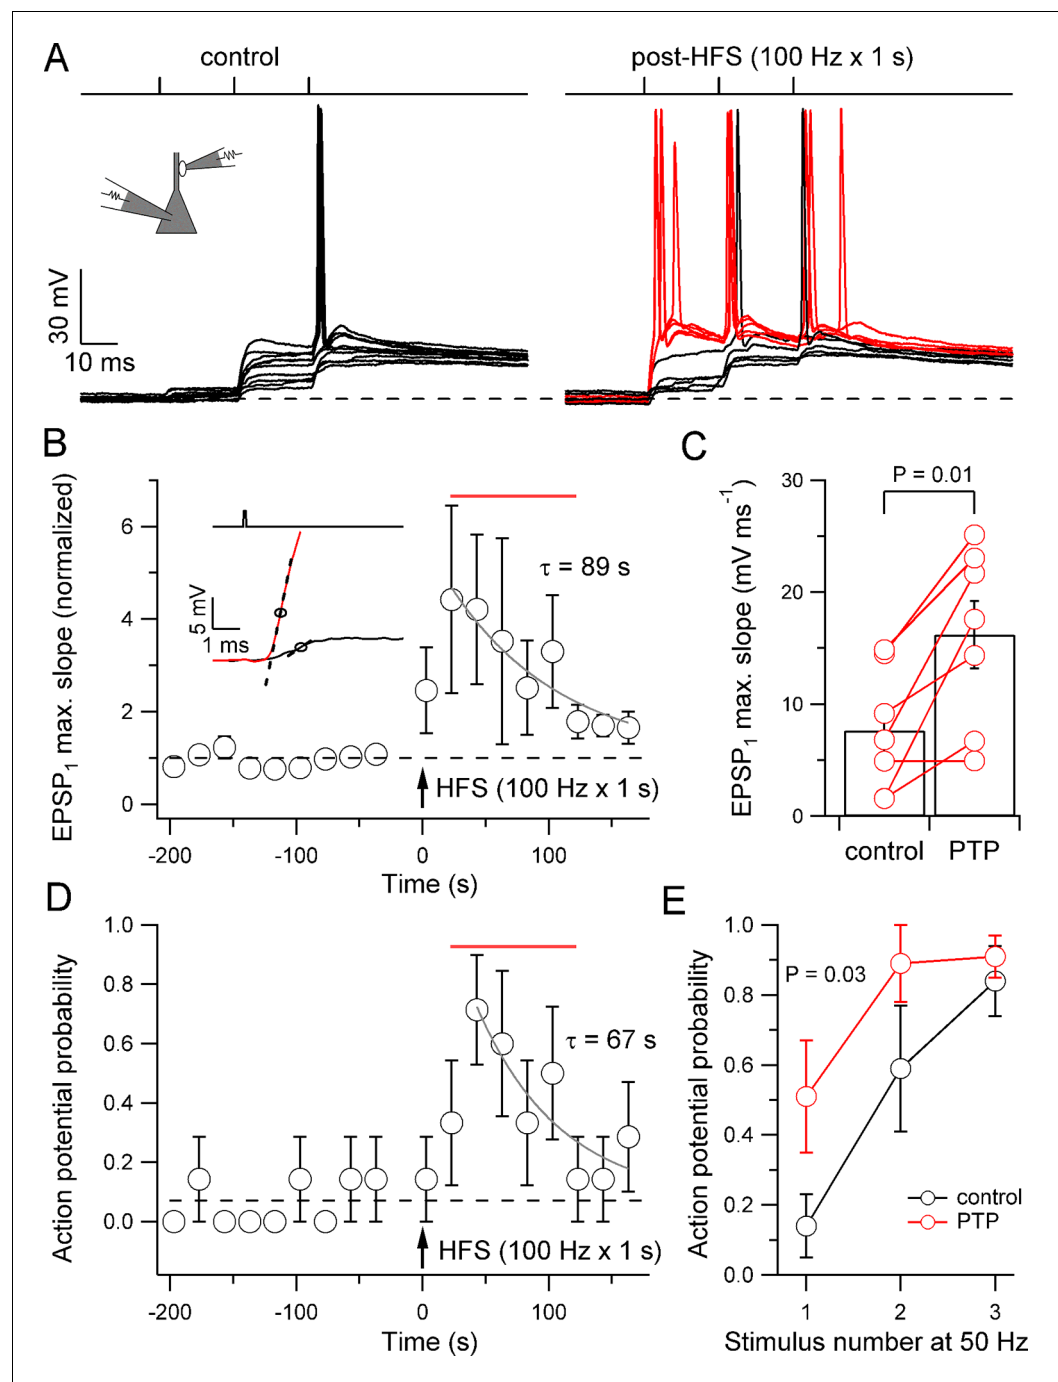 A
control
post-HFS (100 Hz x 1 s)
30 mV
10 ms
B
EPSP1 max. slope (normalized)
6
4
2
0
5 mV
1 ms
τ = 89 s
HFS (100 Hz x 1 s)
-200
-100
0
100
Time (s)
C
EPSP1 max. slope (mV ms-1)
30
20
10
0
P = 0.01
control
PTP
D
Action potential probability
1.0
0.8
0.6
0.4
0.2
0.0
τ = 67 s
HFS (100 Hz x 1 s)
-200
-100
0
100
Time (s)
E
Action potential probability
1.0
0.8
0.6
0.4
0.2
0.0
P = 0.03
control
PTP
1
2
3
Stimulus number at 50 Hz